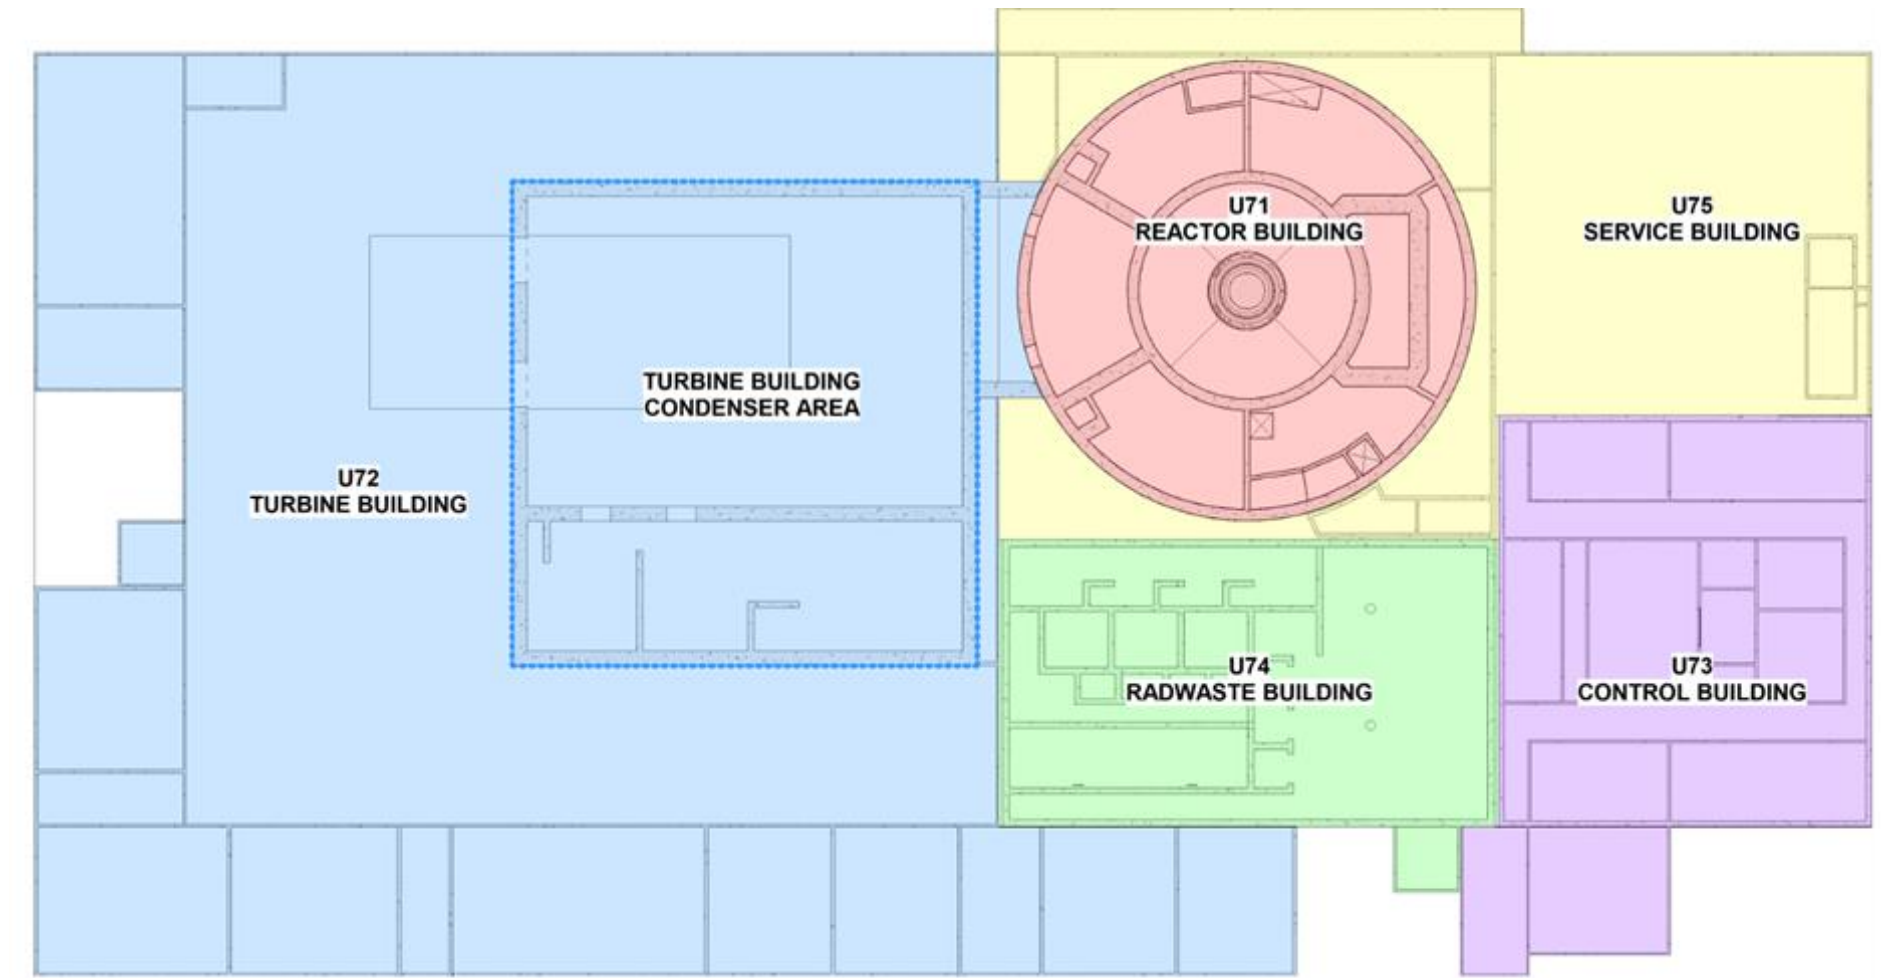 U71
REACTOR BUILDING
U75
SERVICE BUILDING
TURBINE BUILDING
CONDENSER AREA
U72
TURBINE BUILDING
U74
RADWASTE BUILDING
U73
CONTROL BUILDING